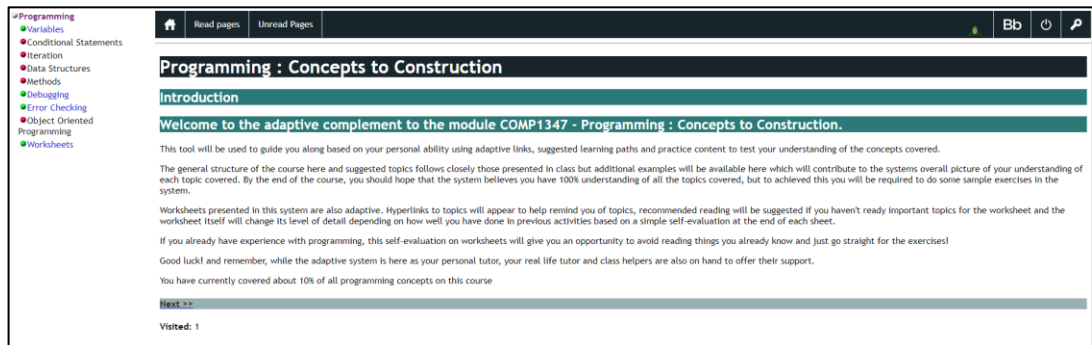 Programming
Variables
Conditional Statements
Iteration
Data Structures
Methods
Debugging
Error Checking
Object Oriented
Programming
Worksheets
Read pages
Unread Pages
Bb
Programming : Concepts to Construction
Introduction
Welcome to the adaptive complement to the module COMP1347 - Programming : Concepts to Construction.
This tool will be used to guide you along based on your personal ability using adaptive links, suggested learning paths and practice content to test your understanding of the concepts covered.
The general structure of the course here and suggested topics follows closely those presented in class but additional examples will be available here which will contribute to the systems overall picture of your understanding of
each topic covered. By the end of the course, you should hope that the system believes you have 100% understanding of all the topics covered, but to achieved this you will be required to do some sample exercises in the
system.
Worksheets presented in this system are also adaptive. Hyperlinks to topics will appear to help remind you of topics, recommended reading will be suggested if you haven't ready important topics for the worksheet and the
worksheet itself will change its level of detail depending on how well you have done in previous activities based on a simple self-evaluation at the end of each sheet.
If you already have experience with programming, this self-evaluation on worksheets will give you an opportunity to avoid reading things you already know and just go straight for the exercises!
Good luck! and remember, while the adaptive system is here as your personal tutor, your real life tutor and class helpers are also on hand to offer their support.
You have currently covered about 10% of all programming concepts on this course
Next >>
Visited: 1